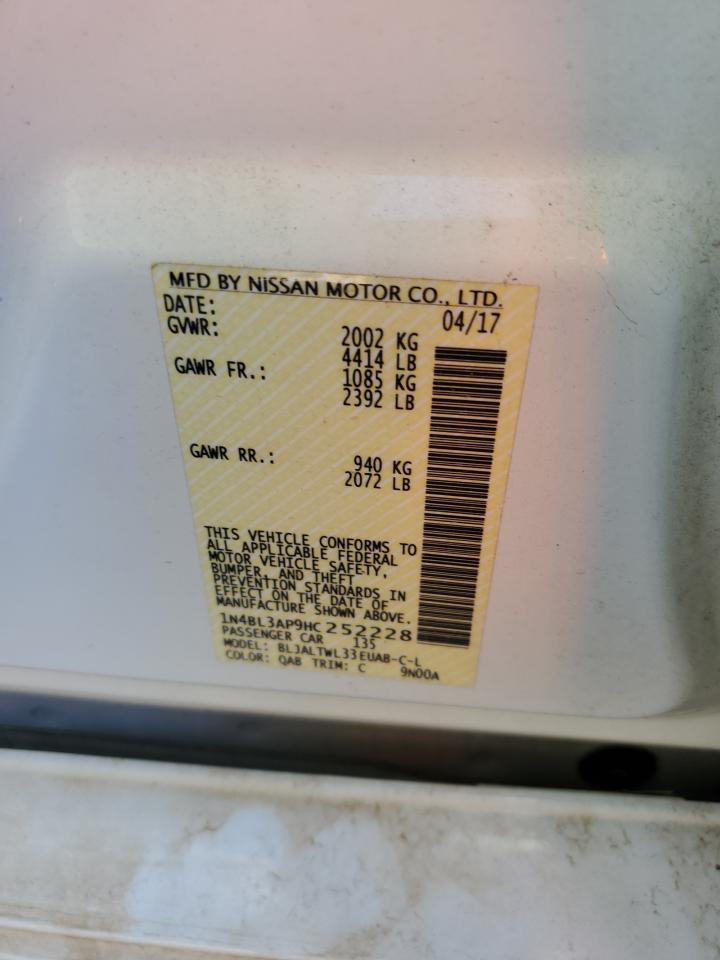 MFD BY NISSAN MOTOR CO., LTD.
DATE: 04/17
GVWR: 2002 KG
4414 LB
GAWR FR.: 1085 KG
2392 LB
GAWR RR.: 940 KG
2072 LB
THIS VEHICLE CONFORMS TO
ALL APPLICABLE FEDERAL
MOTOR VEHICLE SAFETY,
BUMPER, AND THEFT
PREVENTION STANDARDS IN
EFFECT ON THE DATE OF
MANUFACTURE SHOWN ABOVE.
1N4BL3AP9HC252228
PASSENGER CAR 135
MODEL: BLJALTWL33EUAB-C-L
COLOR: QAB TRIM: C 9N00A